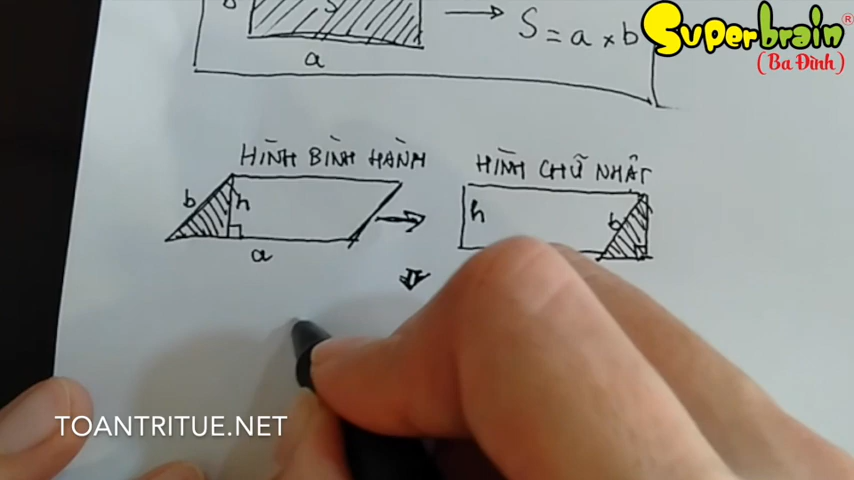 b
S
a
S = a x b
Superbrain
(Ba Đình)
HÌNH BÌNH HÀNH
HÌNH CHỮ NHẬT
b
h
h
b
a
TOANTRITUE.NET